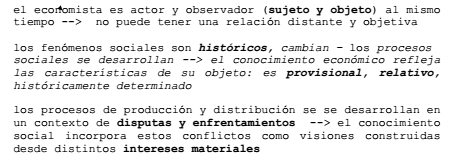 el economista es actor y observador (sujeto y objeto) al mismo
tiempo --> no puede tener una relación distante y objetiva
los fenómenos sociales son históricos, cambian – los procesos
sociales se desarrollan --> el conocimiento económico refleja
las características de su objeto: es provisional, relativo,
históricamente determinado
los procesos de producción y distribución se se desarrollan en
un contexto de disputas y enfrentamientos --> el conocimiento
social incorpora estos conflictos como visiones construidas
desde distintos intereses materiales